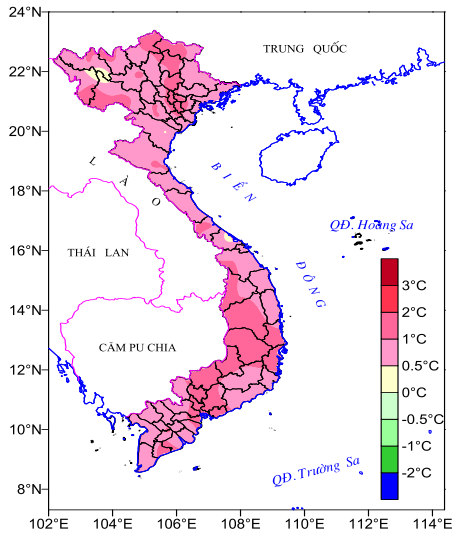 24°N
TRUNG QUỐC
22°N
20°N
LÀO
BIỂN
18°N
QĐ. Hoàng Sa
16°N
THÁI LAN
ĐÔNG
3°C
14°N
2°C
1°C
CĂM PU CHIA
0.5°C
12°N
0°C
-0.5°C
10°N
-1°C
QĐ. Trường Sa
-2°C
8°N
102°E
104°E
106°E
108°E
110°E
112°E
114°E